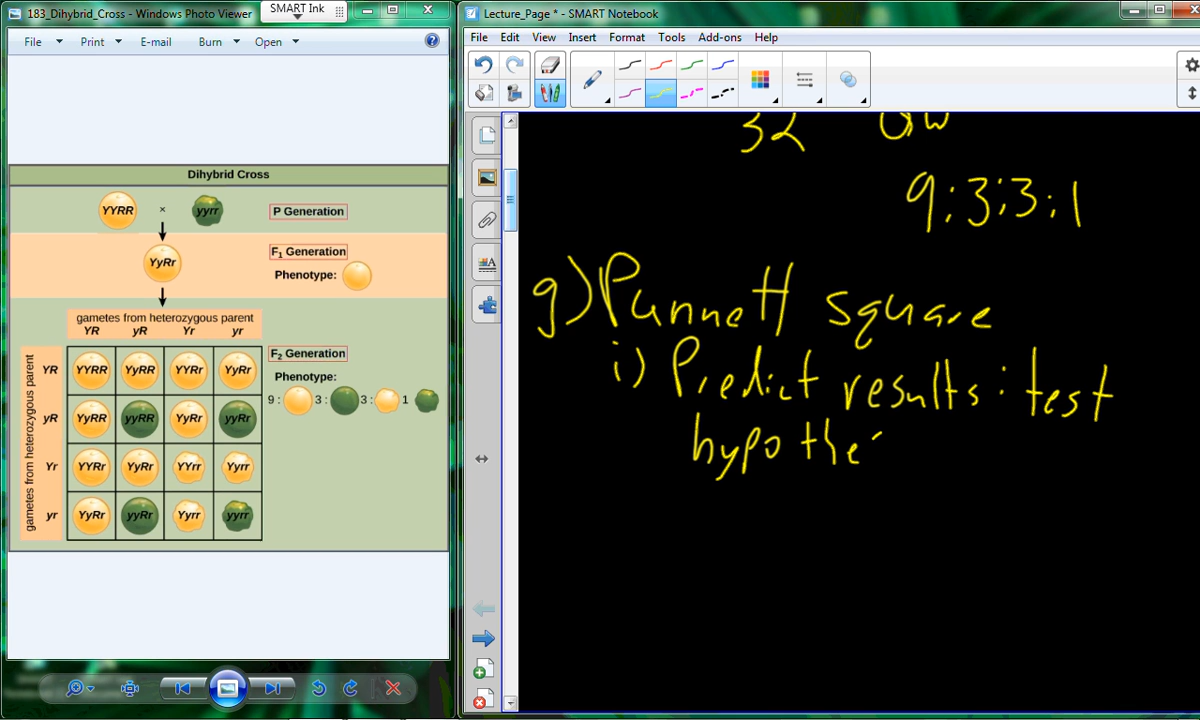 183_Dihybrid_Cross - Windows Photo Viewer
SMART Ink
File Print E-mail Burn Open
Dihybrid Cross
YYRR × yyrr P Generation
YyRr F1 Generation
Phenotype:
gametes from heterozygous parent
YR yR Yr yr
gametes from heterozygous parent
YR YYRR YyRR YYRr YyRr
yR YyRR yyRR YyRr yyRr
Yr YYRr YyRr YYrr Yyrr
yr YyRr yyRr Yyrr yyrr
F2 Generation
Phenotype:
9 : 3 : 3 : 1
Lecture_Page * - SMART Notebook
File Edit View Insert Format Tools Add-ons Help
32
9:3:3:1
g) Punnett square
i) Predict results : test
hypothe